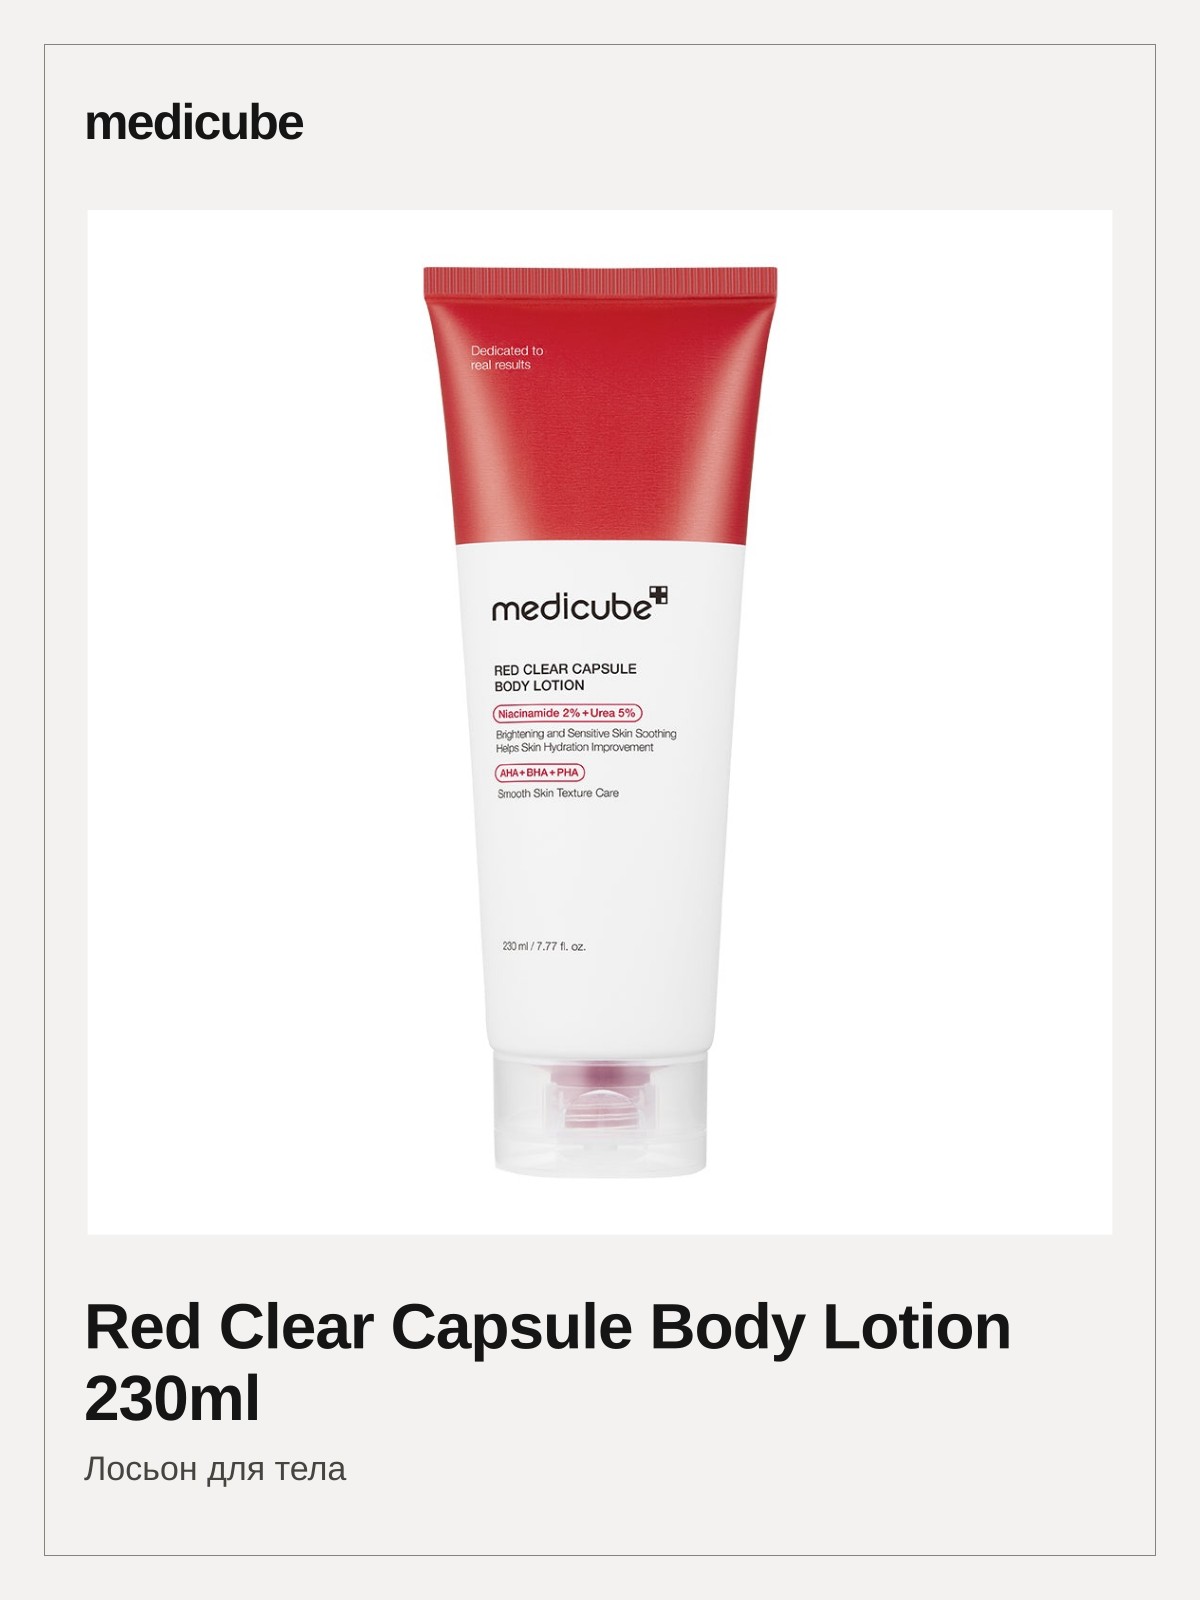 medicube
Dedicated to
real results
medicube
RED CLEAR CAPSULE
BODY LOTION
Niacinamide 2%+Urea 5%
Brightening and Sensitive Skin Soothing
Helps Skin Hydration Improvement
AHA+BHA+PHA
Smooth Skin Texture Care
230 ml / 7.77 fl. oz.
Red Clear Capsule Body Lotion
230ml
Лосьон для тела